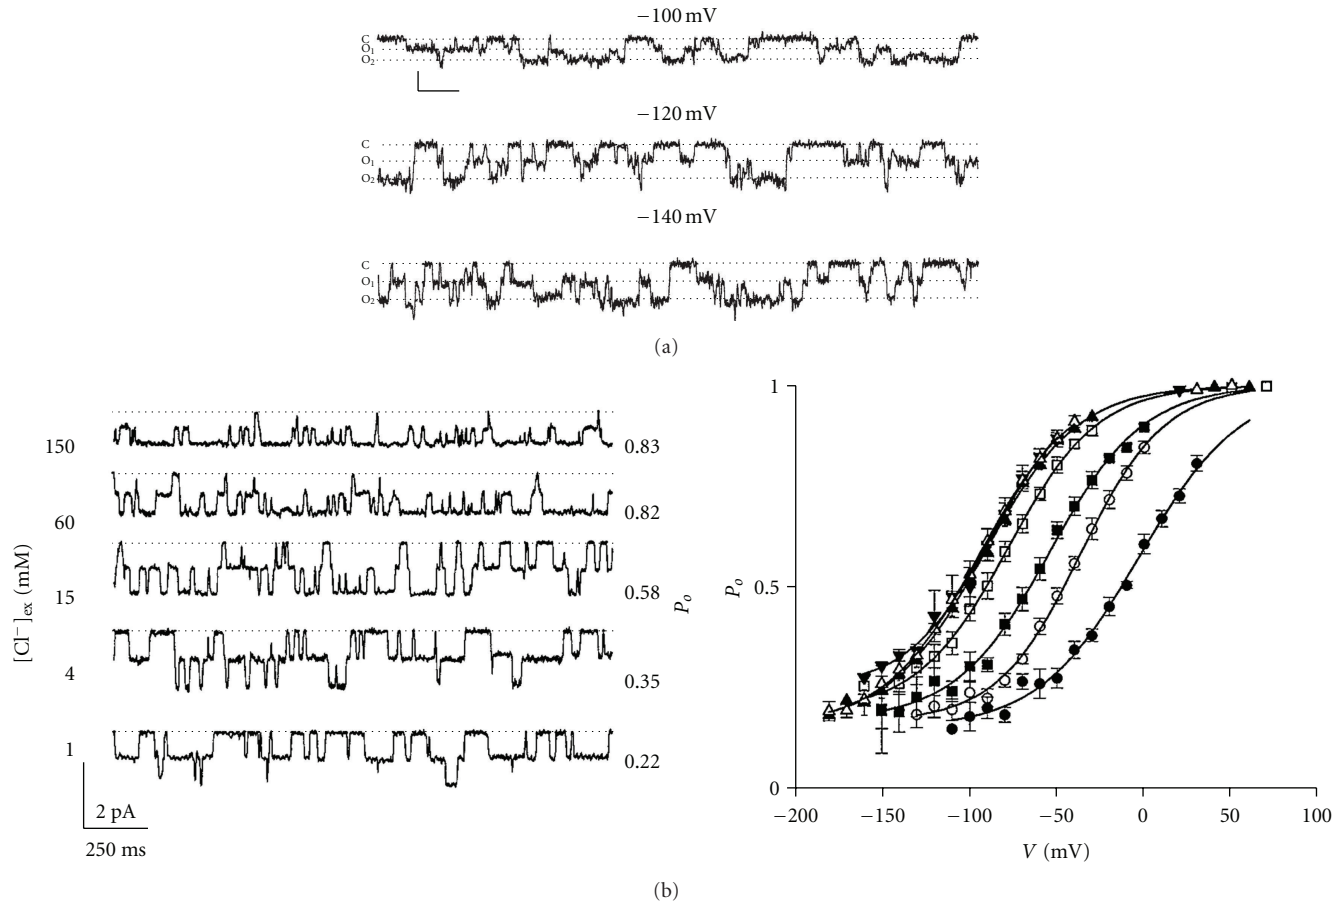 −100 mV
C
O1
O2
−120 mV
C
O1
O2
−140 mV
C
O1
O2
(a)
[Cl−]ex (mM)
150
60
15
4
1
0.83
0.82
0.58
0.35
0.22
Po
2 pA
250 ms
Po
1
0.5
0
−200
−150
−100
−50
0
50
100
V (mV)
(b)